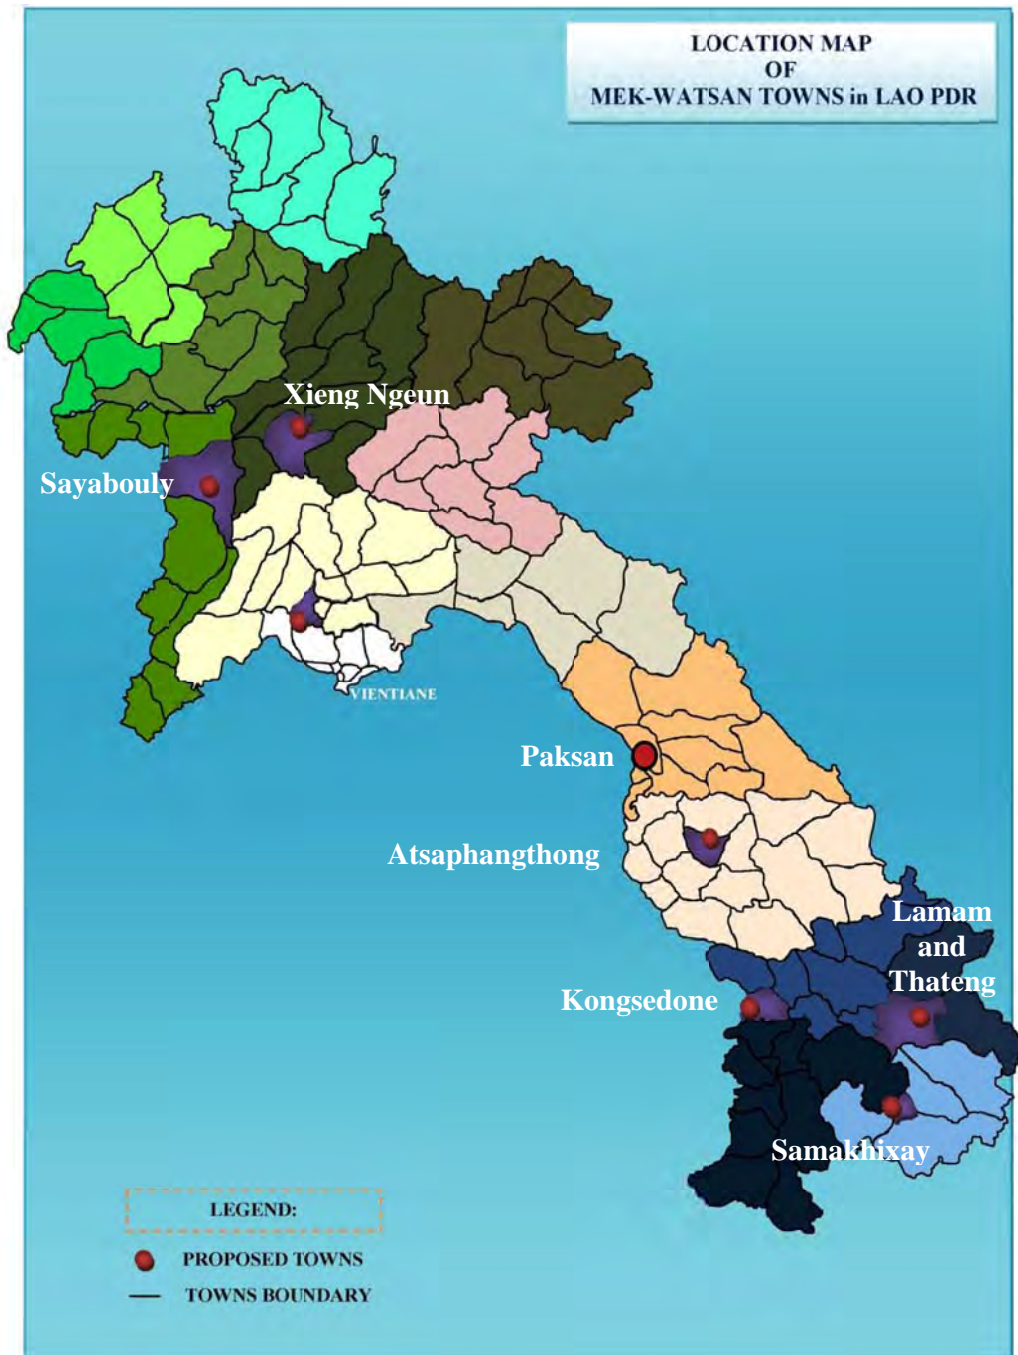 LOCATION MAP
OF
MEK-WATSAN TOWNS in LAO PDR
Xieng Ngeun
Sayabouly
VIENTIANE
Paksan
Atsaphangthong
Lamam
and
Thateng
Kongsedone
Samakhixay
LEGEND:
PROPOSED TOWNS
TOWNS BOUNDARY